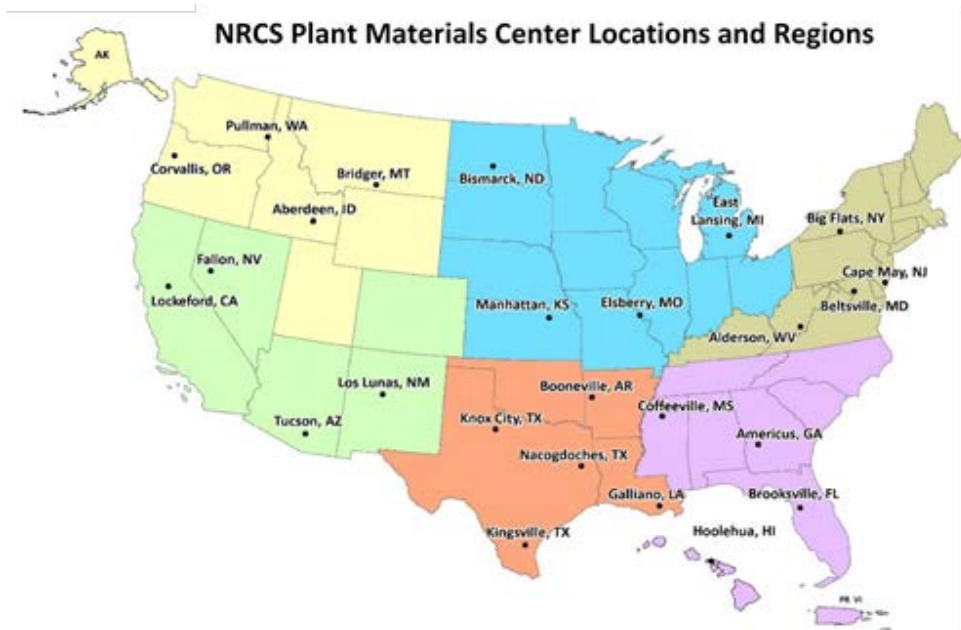 NRCS Plant Materials Center Locations and Regions
AK
Pullman, WA
Corvallis, OR
Bridger, MT
Aberdeen, ID
Bismarck, ND
East
Lansing, MI
Big Flats, NY
Fallon, NV
Lockeford, CA
Manhattan, KS
Elsberry, MO
Cape May, NJ
Beltsville, MD
Alderson, WV
Los Lunas, NM
Tucson, AZ
Booneville, AR
Knox City, TX
Coffeeville, MS
Nacogdoches, TX
Americus, GA
Galliano, LA
Brooksville, FL
Kingsville, TX
Hoolehua, HI
PR VI